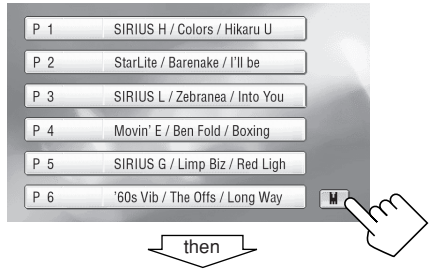 P 1 SIRIUS H / Colors / Hikaru U
P 2 StarLite / Barenake / I'll be
P 3 SIRIUS L / Zebranea / Into You
P 4 Movin' E / Ben Fold / Boxing
P 5 SIRIUS G / Limp Biz / Red Ligh
P 6 '60s Vib / The Offs / Long Way
M
then